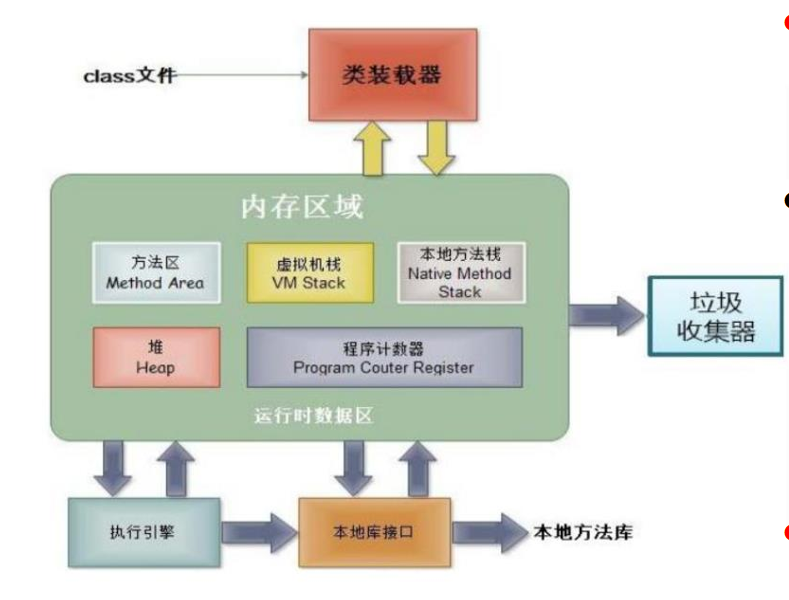 class文件
类装载器
内存区域
方法区
Method Area
虚拟机栈
VM Stack
本地方法栈
Native Method
Stack
堆
Heap
程序计数器
Program Couter Register
运行时数据区
垃圾
收集器
执行引擎
本地库接口
本地方法库